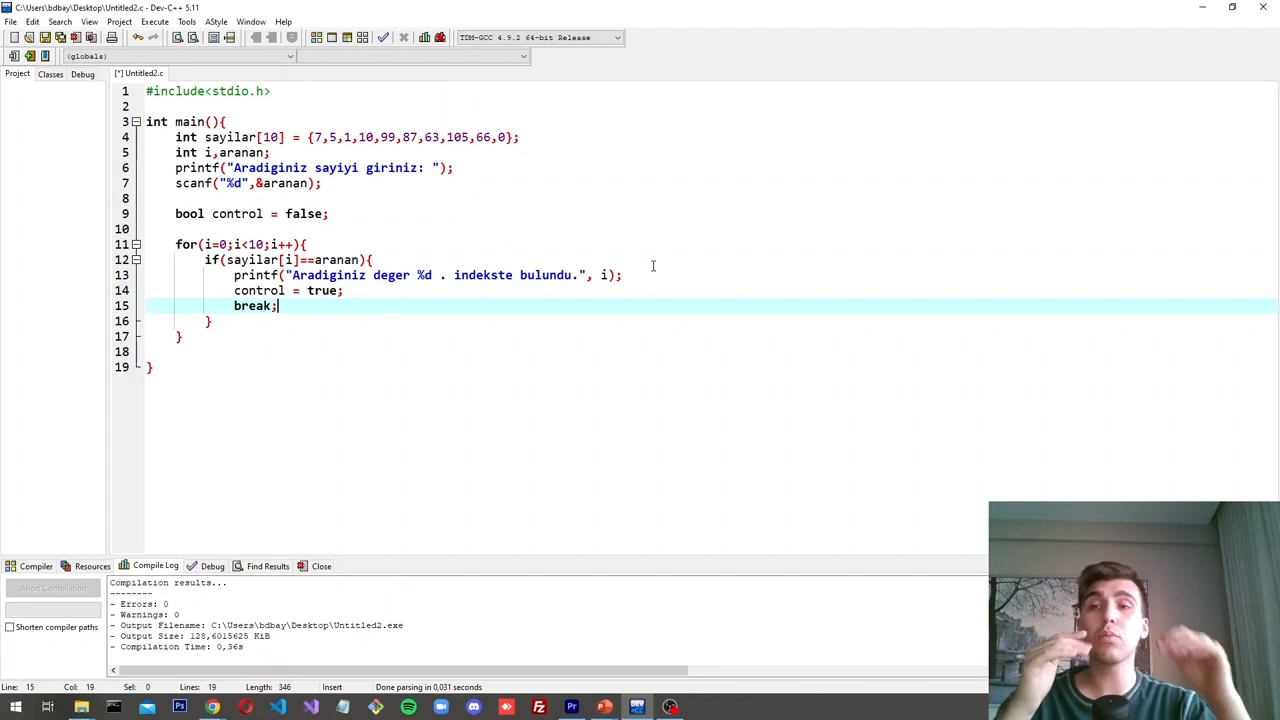 C:\Users\bdbay\Desktop\Untitled2.c - Dev-C++ 5.11
File Edit Search View Project Execute Tools AStyle Window Help
TDM-GCC 4.9.2 64-bit Release
(globals)
Project Classes Debug
[*] Untitled2.c
1 #include<stdio.h>
2
3 int main(){
4 int sayilar[10] = {7,5,1,10,99,87,63,105,66,0};
5 int i,aranan;
6 printf("Aradiginiz sayiyi giriniz: ");
7 scanf("%d",&aranan);
8
9 bool control = false;
10
11 for(i=0;i<10;i++){
12 if(sayilar[i]==aranan){
13 printf("Aradiginiz deger %d . indekste bulundu.", i);
14 control = true;
15 break;
16 }
17 }
18
19 }
Compiler Resources Compile Log Debug Find Results Close
Abort Compilation
Shorten compiler paths
Compilation results...
--------
- Errors: 0
- Warnings: 0
- Output Filename: C:\Users\bdbay\Desktop\Untitled2.exe
- Output Size: 128,6015625 KiB
- Compilation Time: 0,36s
Line: 15 Col: 19 Sel: 0 Lines: 19 Length: 346 Insert Done parsing in 0,031 seconds